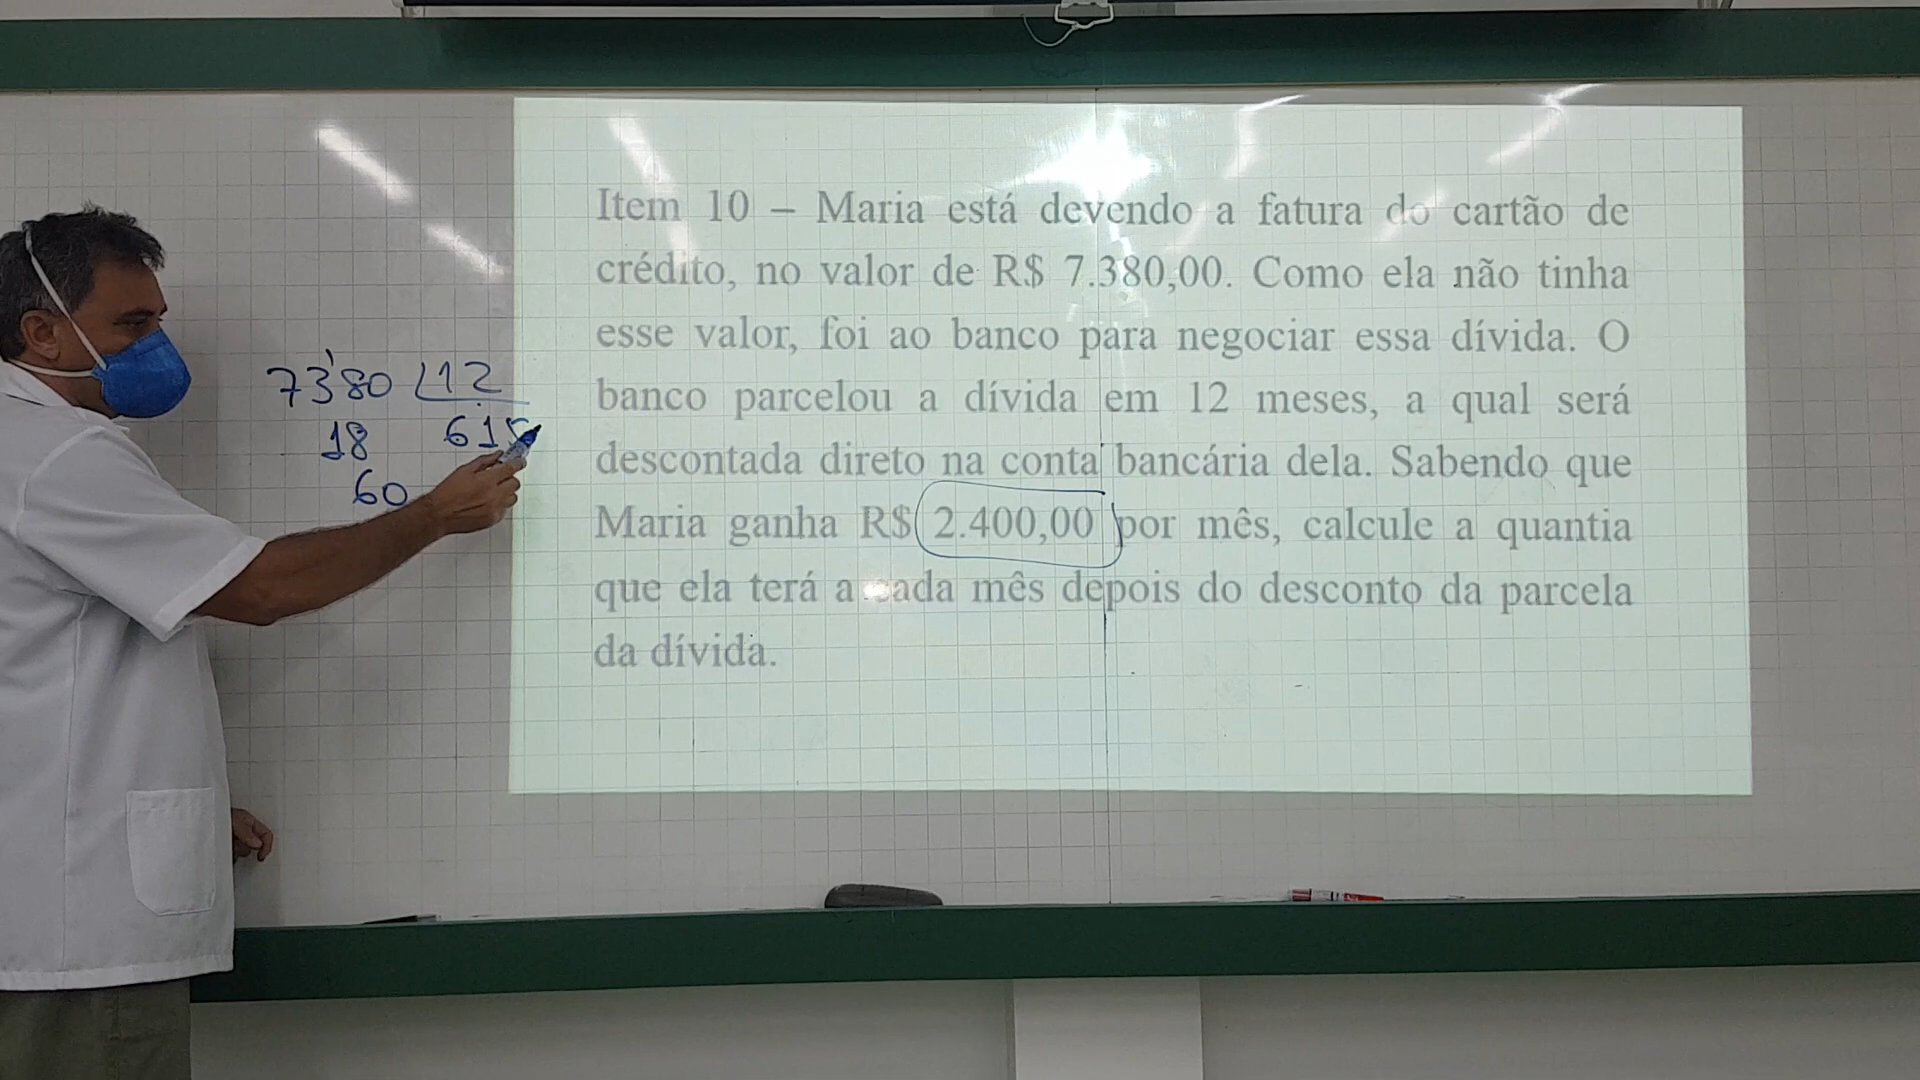 Item 10 – Maria está devendo a fatura do cartão de
crédito, no valor de R$ 7.380,00. Como ela não tinha
esse valor, foi ao banco para negociar essa dívida. O
banco parcelou a dívida em 12 meses, a qual será
descontada direto na conta bancária dela. Sabendo que
Maria ganha R$ 2.400,00 por mês, calcule a quantia
que ela terá a cada mês depois do desconto da parcela
da dívida.
7380 12
18 615
60